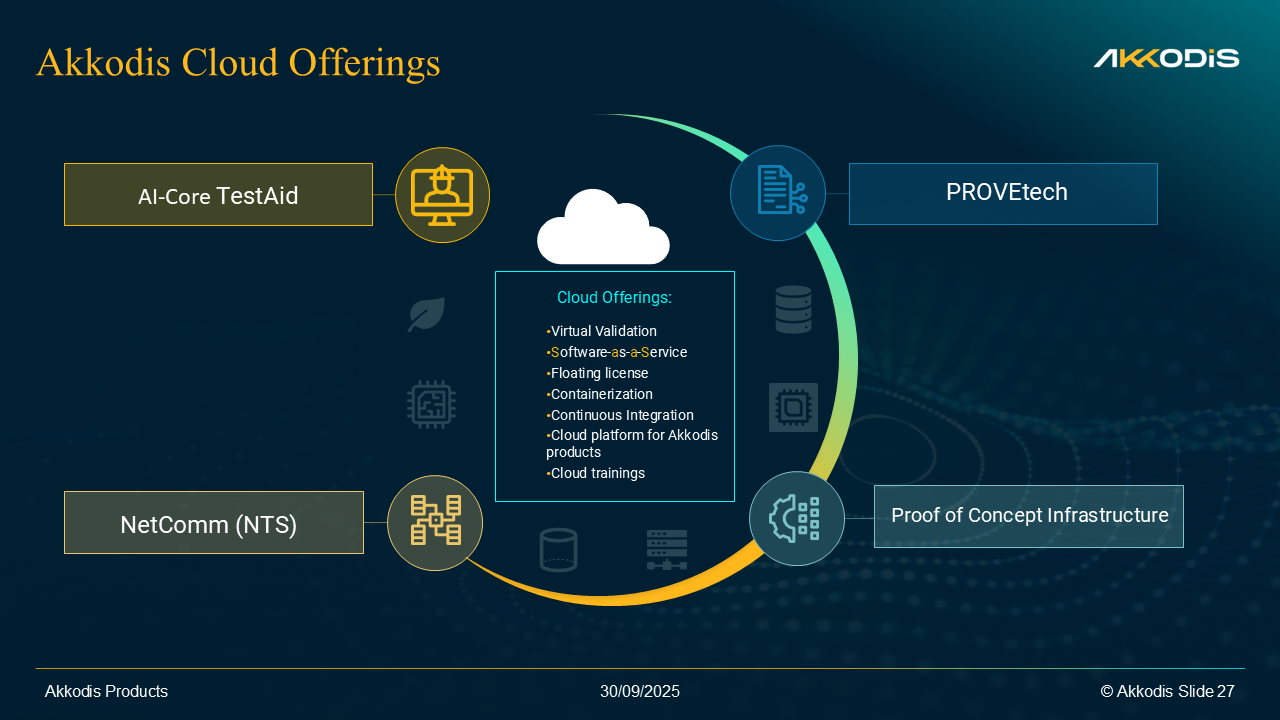 Akkodis Cloud Offerings
AKKODIS
AI-Core TestAid
PROVEtech
Cloud Offerings:
•Virtual Validation
•Software-as-a-Service
•Floating license
•Containerization
•Continuous Integration
•Cloud platform for Akkodis
products
•Cloud trainings
NetComm (NTS)
Proof of Concept Infrastructure
Akkodis Products
30/09/2025
© Akkodis Slide 27